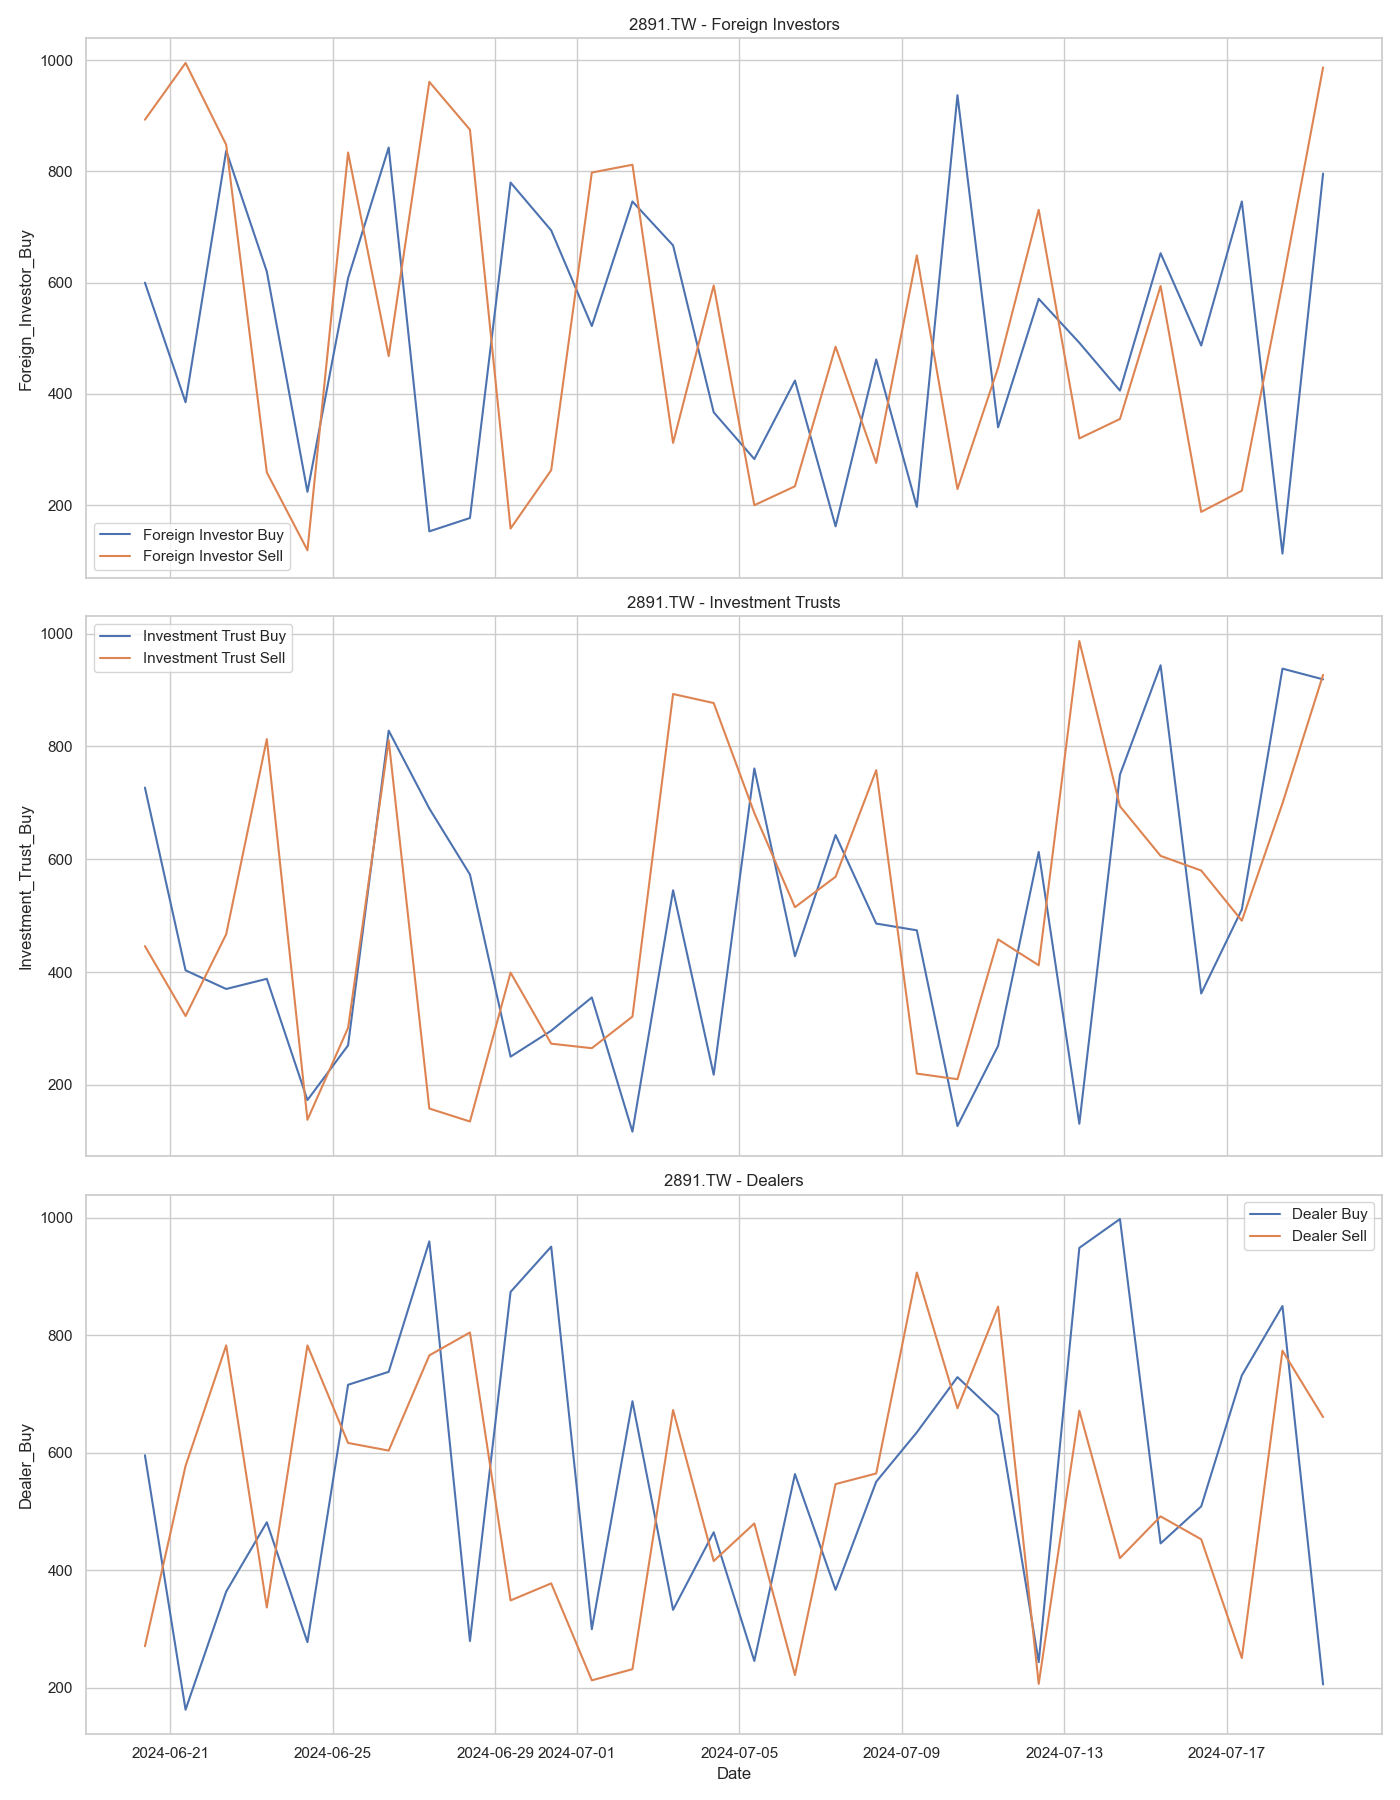 2891.TW - Foreign Investors
1000
800
600
400
200
Foreign_Investor_Buy
Foreign Investor Buy
Foreign Investor Sell
2891.TW - Investment Trusts
1000
800
600
400
200
Investment_Trust_Buy
Investment Trust Buy
Investment Trust Sell
2891.TW - Dealers
1000
800
600
400
200
Dealer_Buy
Dealer Buy
Dealer Sell
2024-06-21 2024-06-25 2024-06-29 2024-07-01 2024-07-05 2024-07-09 2024-07-13 2024-07-17
Date